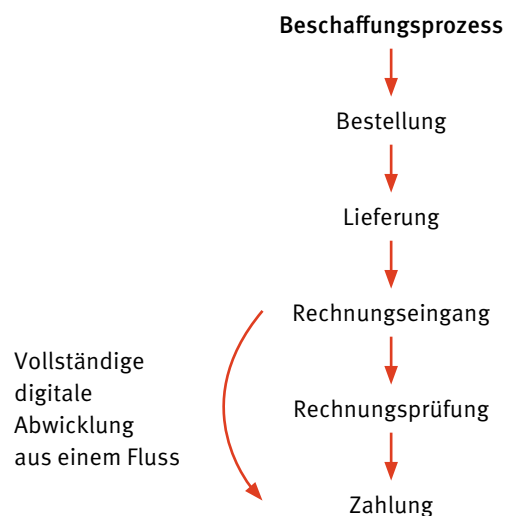 Beschaffungsprozess
Bestellung
Lieferung
Rechnungseingang
Vollständige
digitale
Abwicklung
aus einem Fluss
Rechnungsprüfung
Zahlung